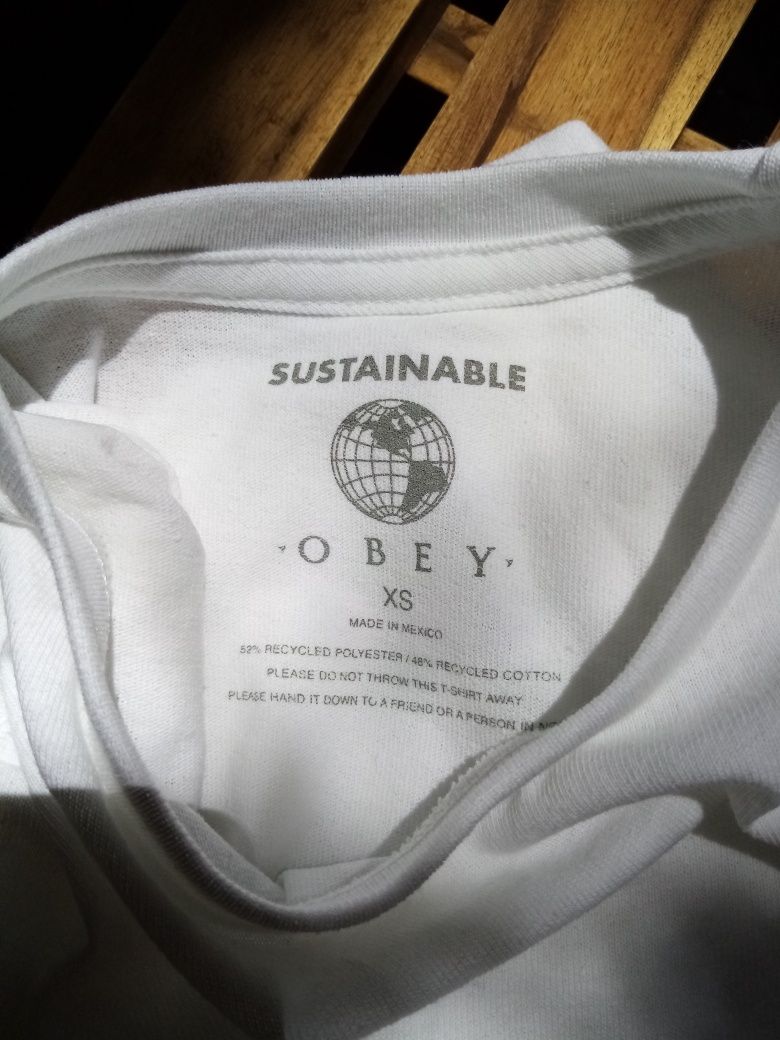 SUSTAINABLE
OBEY
XS
MADE IN MEXICO
52% RECYCLED POLYESTER / 48% RECYCLED COTTON
PLEASE DO NOT THROW THIS T-SHIRT AWAY
PLEASE HAND IT DOWN TO A FRIEND OR A PERSON IN